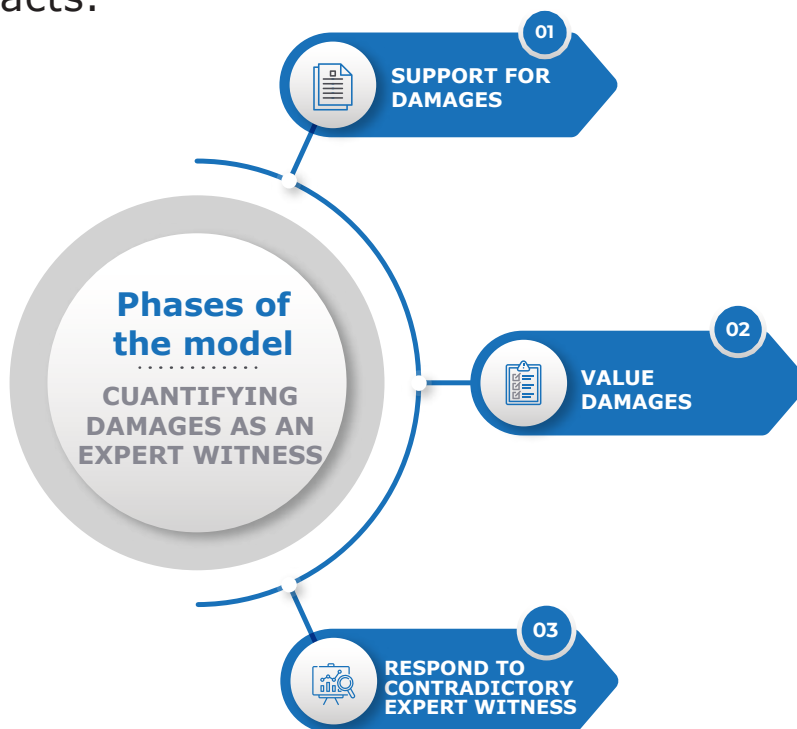 acts:
01
SUPPORT FOR
DAMAGES
Phases of
the model
CUANTIFYING
DAMAGES AS AN
EXPERT WITNESS
02
VALUE
DAMAGES
03
RESPOND TO
CONTRADICTORY
EXPERT WITNESS